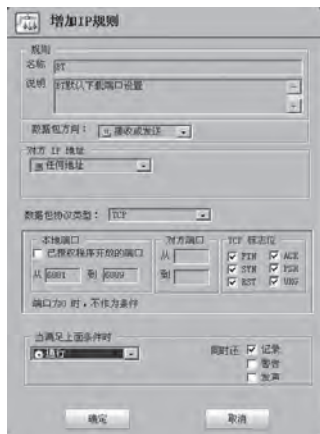 增加IP规则
规则
名称 BT
说明 BT默认下载端口设置
数据包方向： 接收或发送
对方 IP 地址
任何地址
数据包协议类型： TCP
本地端口 对方端口 TCP 标志位
已授权程序开放的端口 从 FIN ACK
从 6881 到 6889 到 SYN PSH
RST URG
端口为0 时，不作为条件
当满足上面条件时
通行 同时还 记录
警告
发声
确定 取消